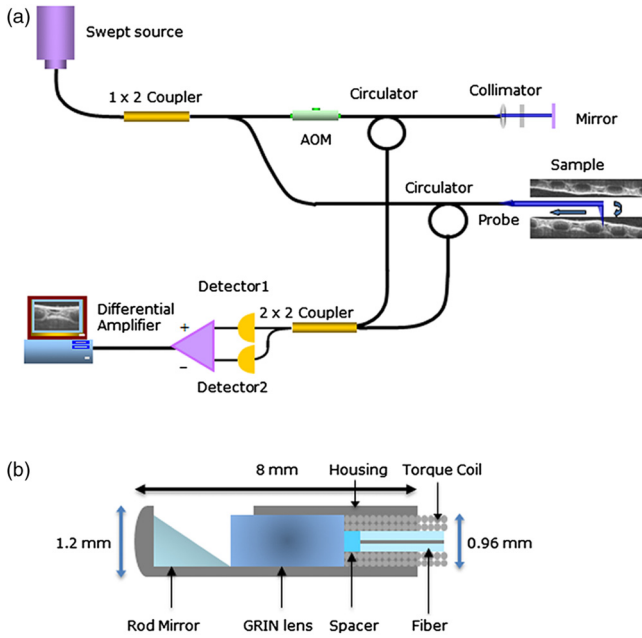 (a)
Swept source
1 x 2 Coupler
Circulator
Collimator
AOM
Mirror
Sample
Circulator
Probe
Detector1
Differential
Amplifier
+
2 x 2 Coupler
−
Detector2
(b)
8 mm
Housing
Torque Coil
1.2 mm
0.96 mm
Rod Mirror
GRIN lens
Spacer
Fiber